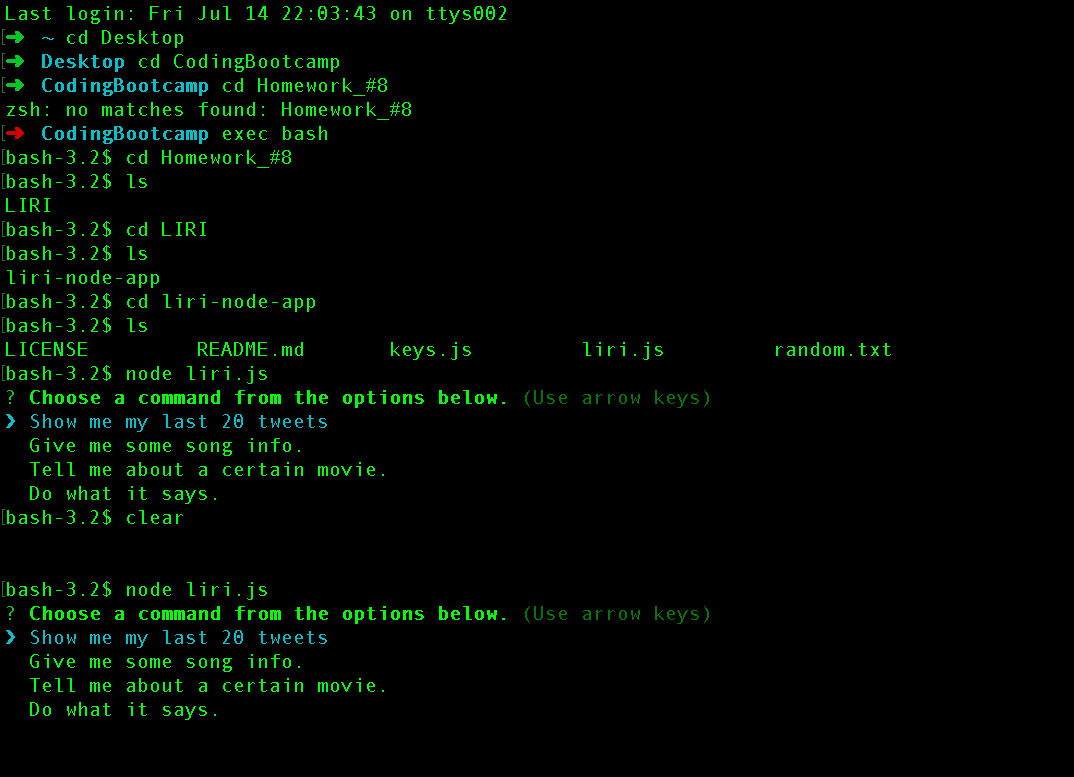 Last login: Fri Jul 14 22:03:43 on ttys002
[➜ ~ cd Desktop
[➜ Desktop cd CodingBootcamp
[➜ CodingBootcamp cd Homework_#8
zsh: no matches found: Homework_#8
[➜ CodingBootcamp exec bash
[bash-3.2$ cd Homework_#8
[bash-3.2$ ls
LIRI
[bash-3.2$ cd LIRI
[bash-3.2$ ls
liri-node-app
[bash-3.2$ cd liri-node-app
[bash-3.2$ ls
LICENSE README.md keys.js liri.js random.txt
[bash-3.2$ node liri.js
? Choose a command from the options below. (Use arrow keys)
❯ Show me my last 20 tweets
Give me some song info.
Tell me about a certain movie.
Do what it says.
[bash-3.2$ clear
[bash-3.2$ node liri.js
? Choose a command from the options below. (Use arrow keys)
❯ Show me my last 20 tweets
Give me some song info.
Tell me about a certain movie.
Do what it says.